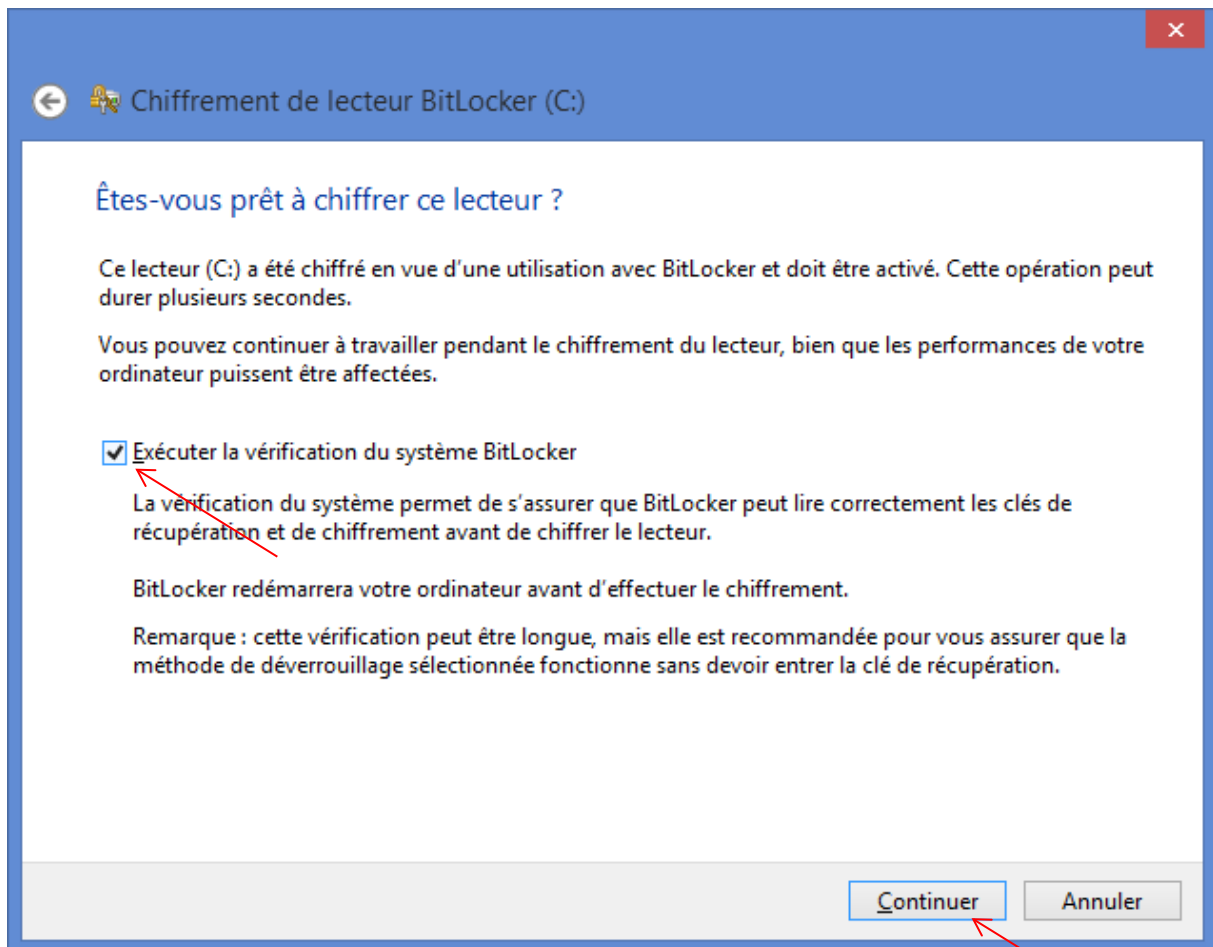 Chiffrement de lecteur BitLocker (C:)
Êtes-vous prêt à chiffrer ce lecteur ?
Ce lecteur (C:) a été chiffré en vue d’une utilisation avec BitLocker et doit être activé. Cette opération peut
durer plusieurs secondes.
Vous pouvez continuer à travailler pendant le chiffrement du lecteur, bien que les performances de votre
ordinateur puissent être affectées.
Exécuter la vérification du système BitLocker
La vérification du système permet de s’assurer que BitLocker peut lire correctement les clés de
récupération et de chiffrement avant de chiffrer le lecteur.
BitLocker redémarrera votre ordinateur avant d’effectuer le chiffrement.
Remarque : cette vérification peut être longue, mais elle est recommandée pour vous assurer que la
méthode de déverrouillage sélectionnée fonctionne sans devoir entrer la clé de récupération.
Continuer Annuler